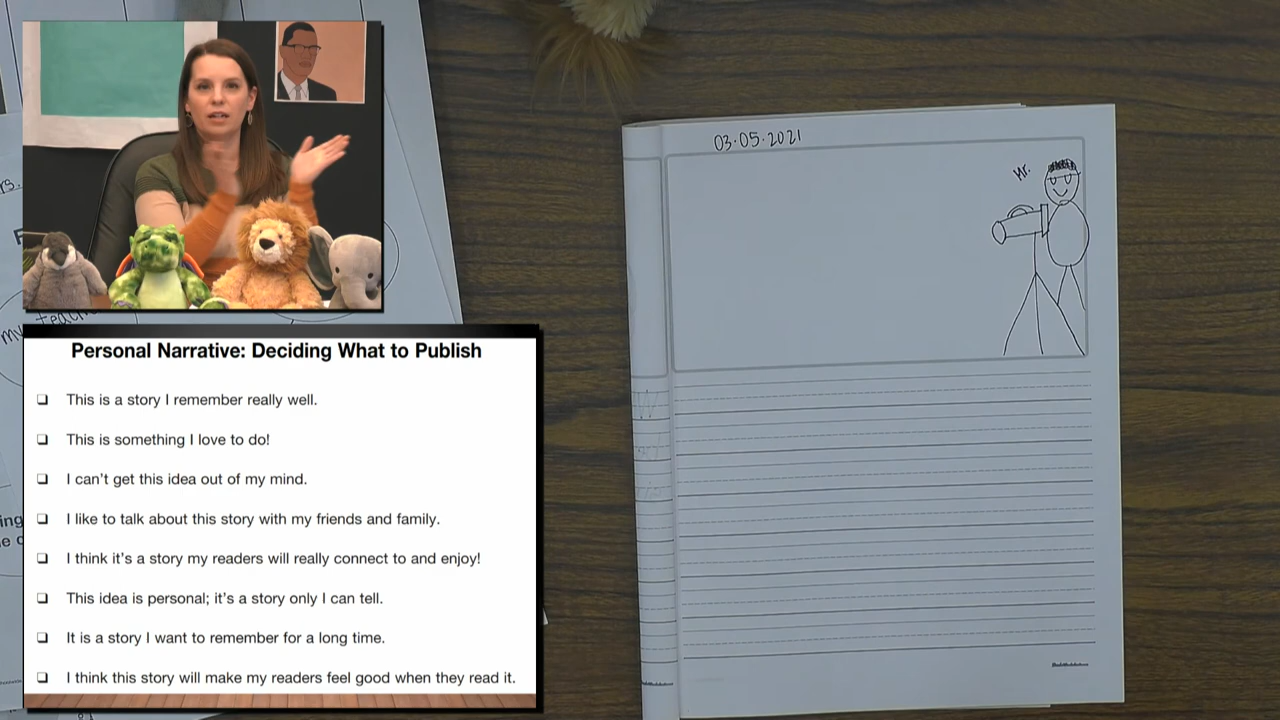 Personal Narrative: Deciding What to Publish
This is a story I remember really well.
This is something I love to do!
I can't get this idea out of my mind.
I like to talk about this story with my friends and family.
I think it's a story my readers will really connect to and enjoy!
This idea is personal; it's a story only I can tell.
It is a story I want to remember for a long time.
I think this story will make my readers feel good when they read it.
03.05.2021
Mr.
my